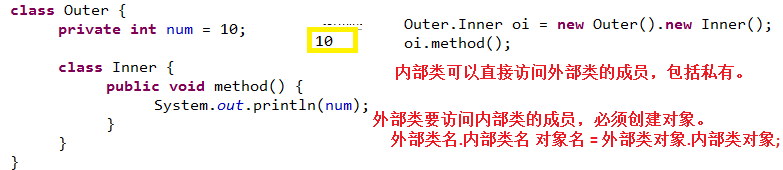 class Outer {
private int num = 10;
class Inner {
public void method() {
System.out.println(num);
}
}
}
10
Outer.Inner oi = new Outer().new Inner();
oi.method();
内部类可以直接访问外部类的成员，包括私有。
外部类要访问内部类的成员，必须创建对象。
外部类名.内部类名 对象名 = 外部类对象.内部类对象;